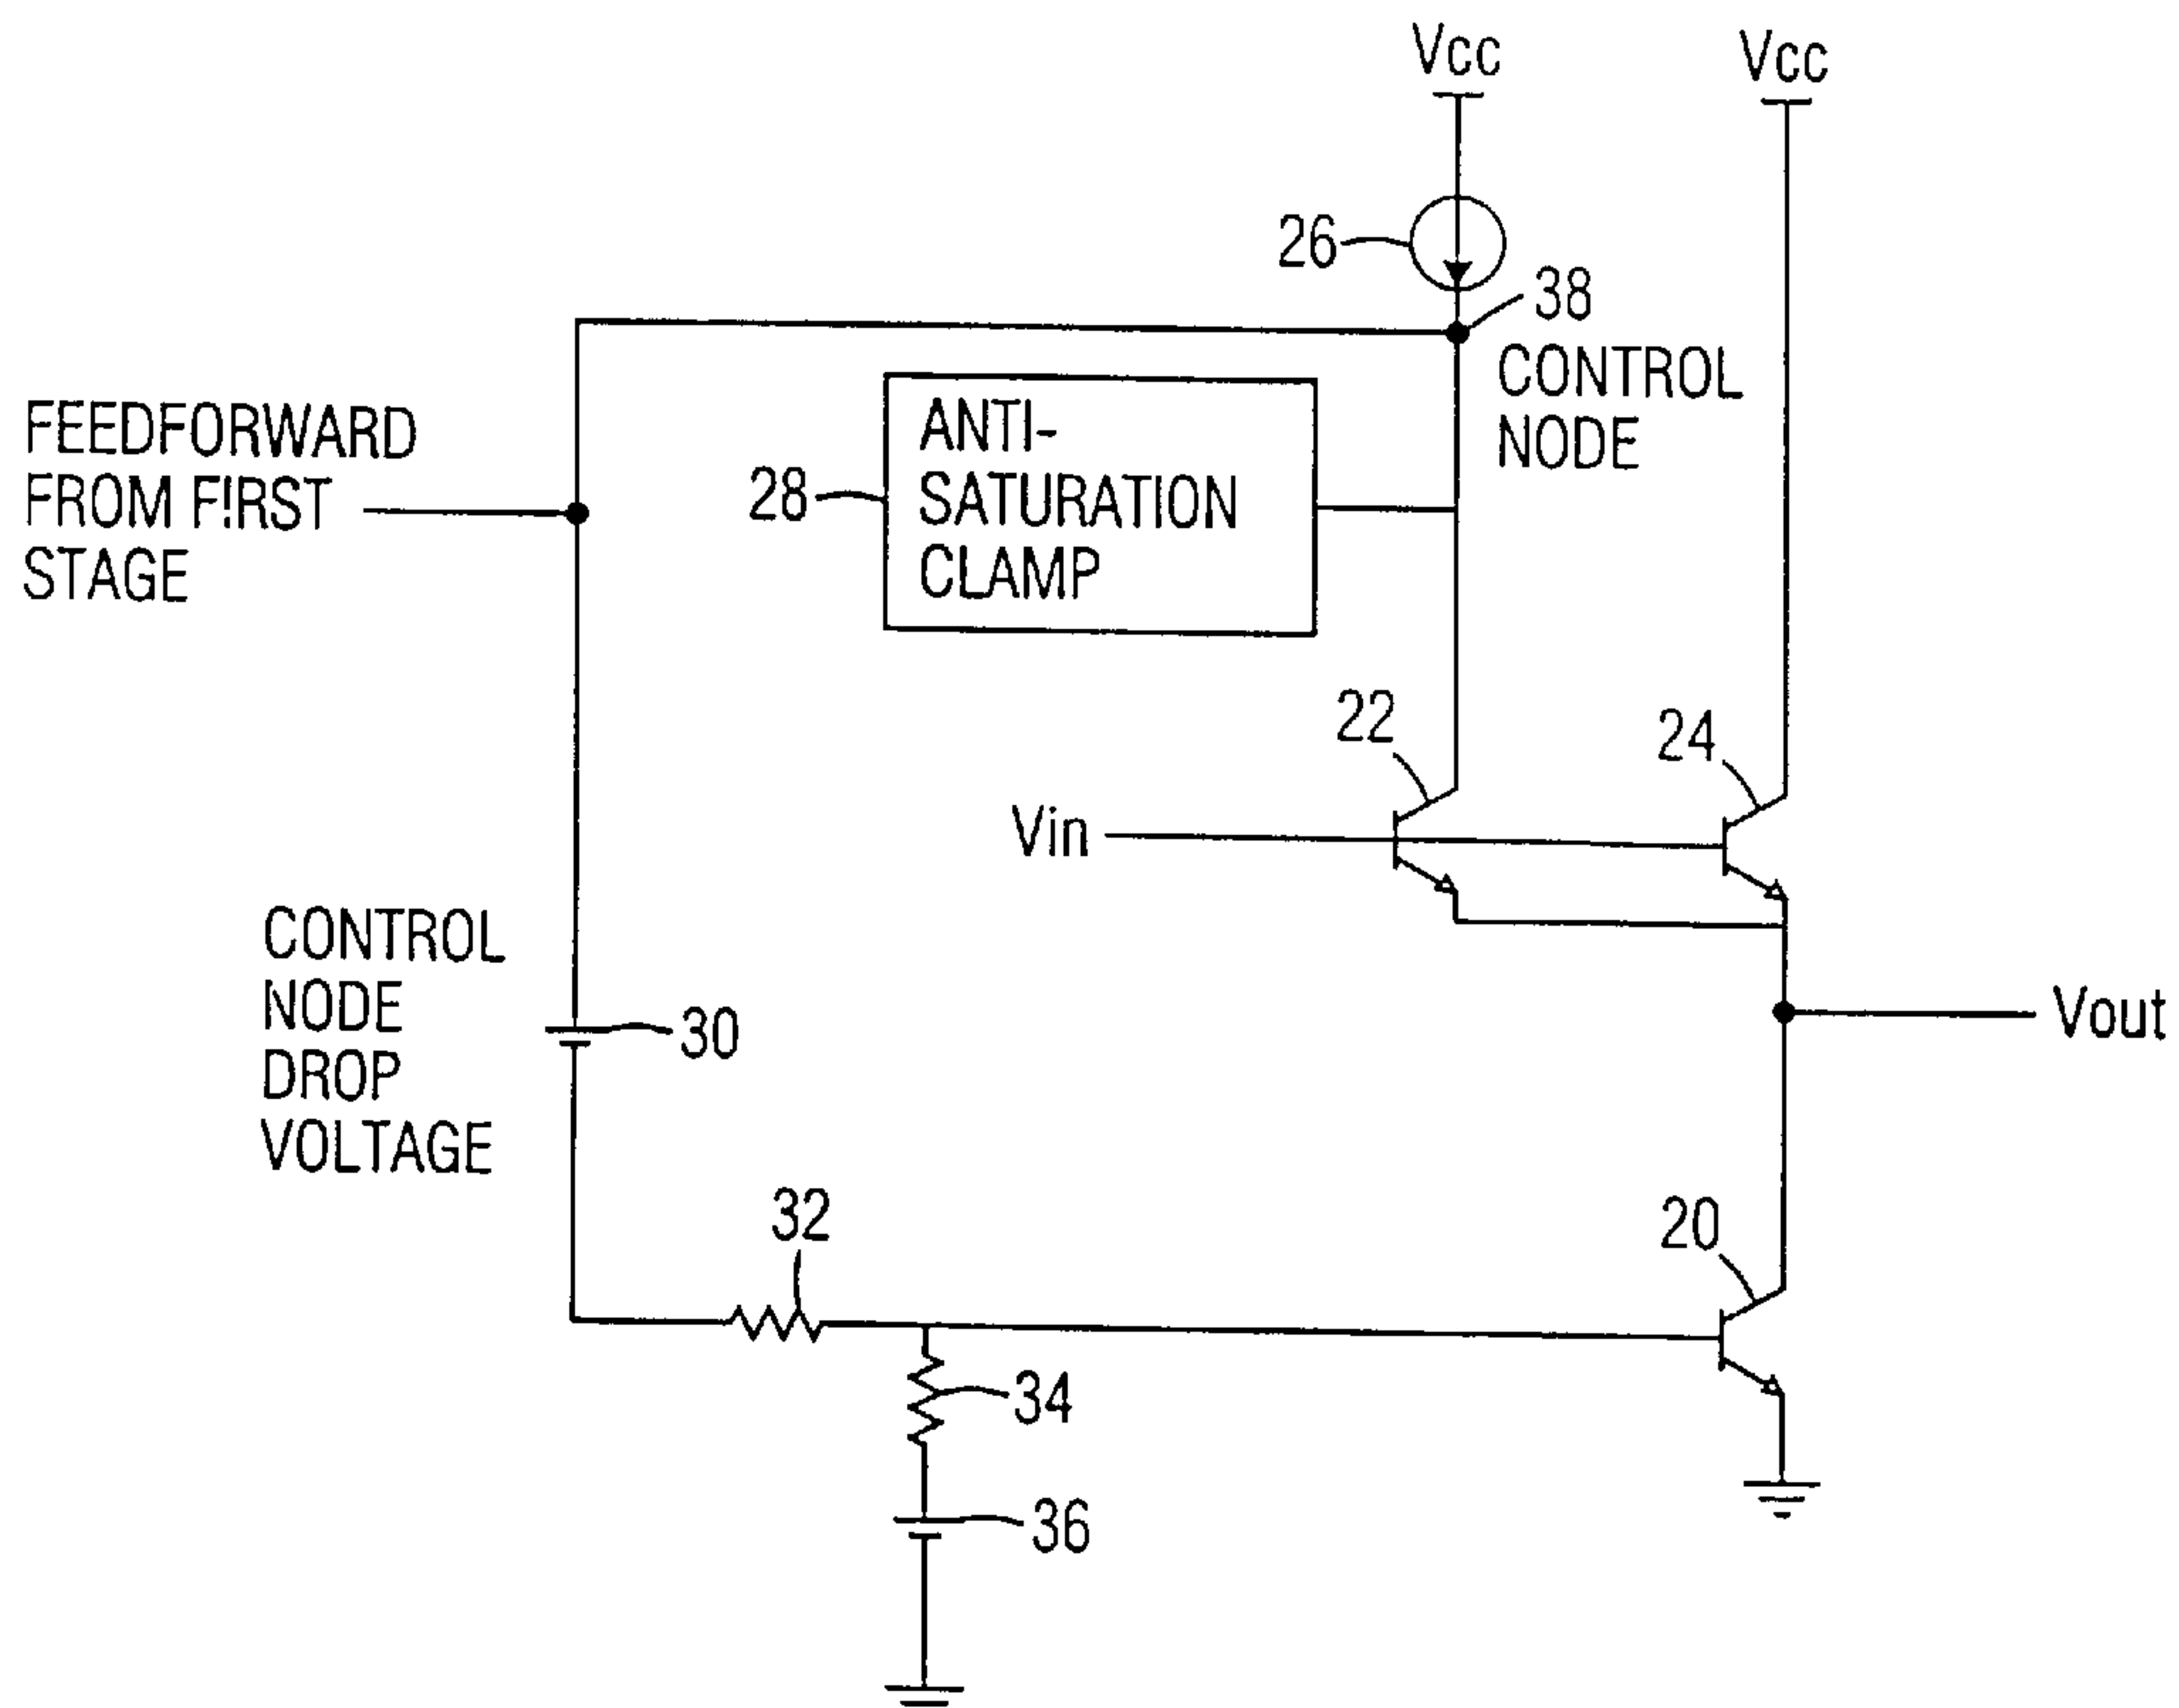 Vcc
Vcc
26
38
CONTROL
NODE
FEEDFORWARD
FROM FIRST
STAGE
28
ANTI-
SATURATION
CLAMP
22
24
Vin
CONTROL
NODE
DROP
VOLTAGE
30
Vout
32
20
34
36